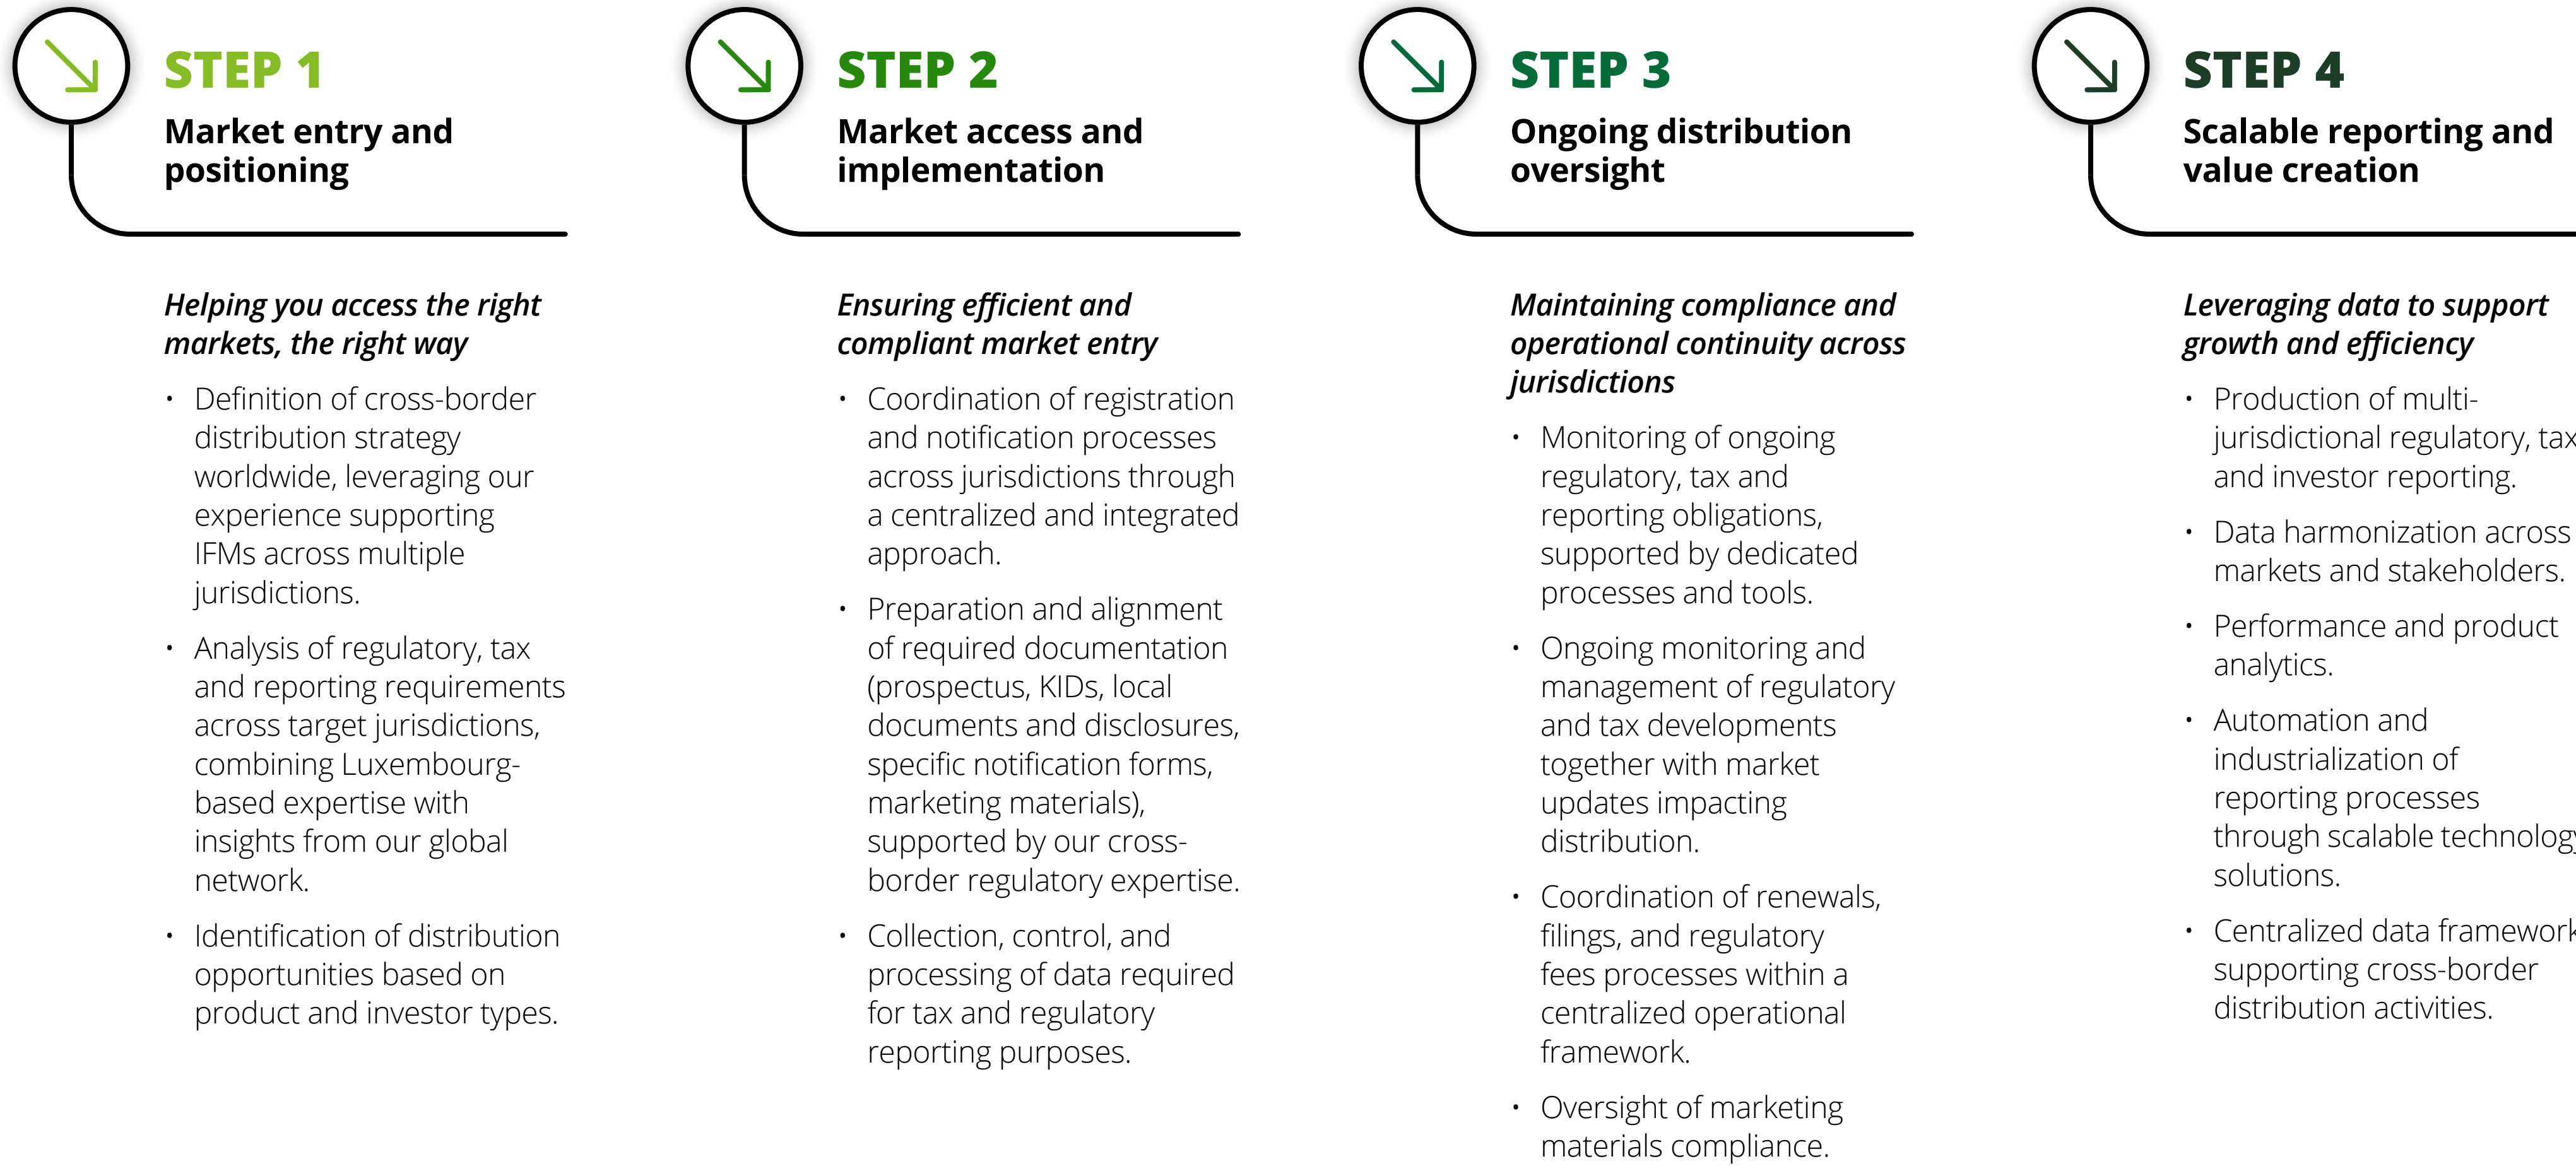 STEP 1
Market entry and
positioning
Helping you access the right
markets, the right way
• Definition of cross-border
distribution strategy
worldwide, leveraging our
experience supporting
IFMs across multiple
jurisdictions.
• Analysis of regulatory, tax
and reporting requirements
across target jurisdictions,
combining Luxembourg-
based expertise with
insights from our global
network.
• Identification of distribution
opportunities based on
product and investor types.
STEP 2
Market access and
implementation
Ensuring efficient and
compliant market entry
• Coordination of registration
and notification processes
across jurisdictions through
a centralized and integrated
approach.
• Preparation and alignment
of required documentation
(prospectus, KIDs, local
documents and disclosures,
specific notification forms,
marketing materials),
supported by our cross-
border regulatory expertise.
• Collection, control, and
processing of data required
for tax and regulatory
reporting purposes.
STEP 3
Ongoing distribution
oversight
Maintaining compliance and
operational continuity across
jurisdictions
• Monitoring of ongoing
regulatory, tax and
reporting obligations,
supported by dedicated
processes and tools.
• Ongoing monitoring and
management of regulatory
and tax developments
together with market
updates impacting
distribution.
• Coordination of renewals,
filings, and regulatory
fees processes within a
centralized operational
framework.
• Oversight of marketing
materials compliance.
STEP 4
Scalable reporting and
value creation
Leveraging data to support
growth and efficiency
• Production of multi-
jurisdictional regulatory, tax
and investor reporting.
• Data harmonization across
markets and stakeholders.
• Performance and product
analytics.
• Automation and
industrialization of
reporting processes
through scalable technology
solutions.
• Centralized data framework
supporting cross-border
distribution activities.